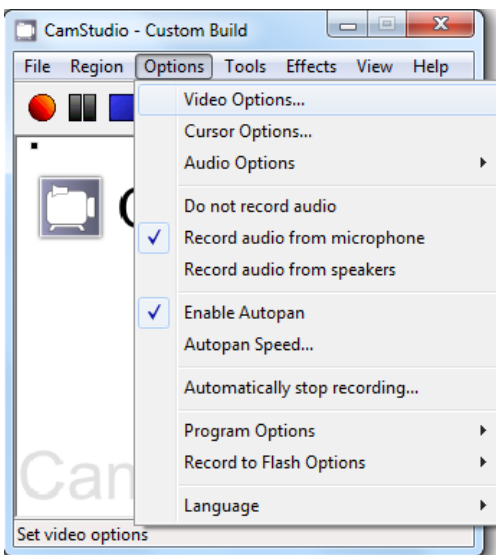 CamStudio - Custom Build
File Region Options Tools Effects View Help
Video Options...
Cursor Options...
Audio Options
Do not record audio
Record audio from microphone
Record audio from speakers
Enable Autopan
Autopan Speed...
Automatically stop recording...
Program Options
Record to Flash Options
Language
Cam
Set video options